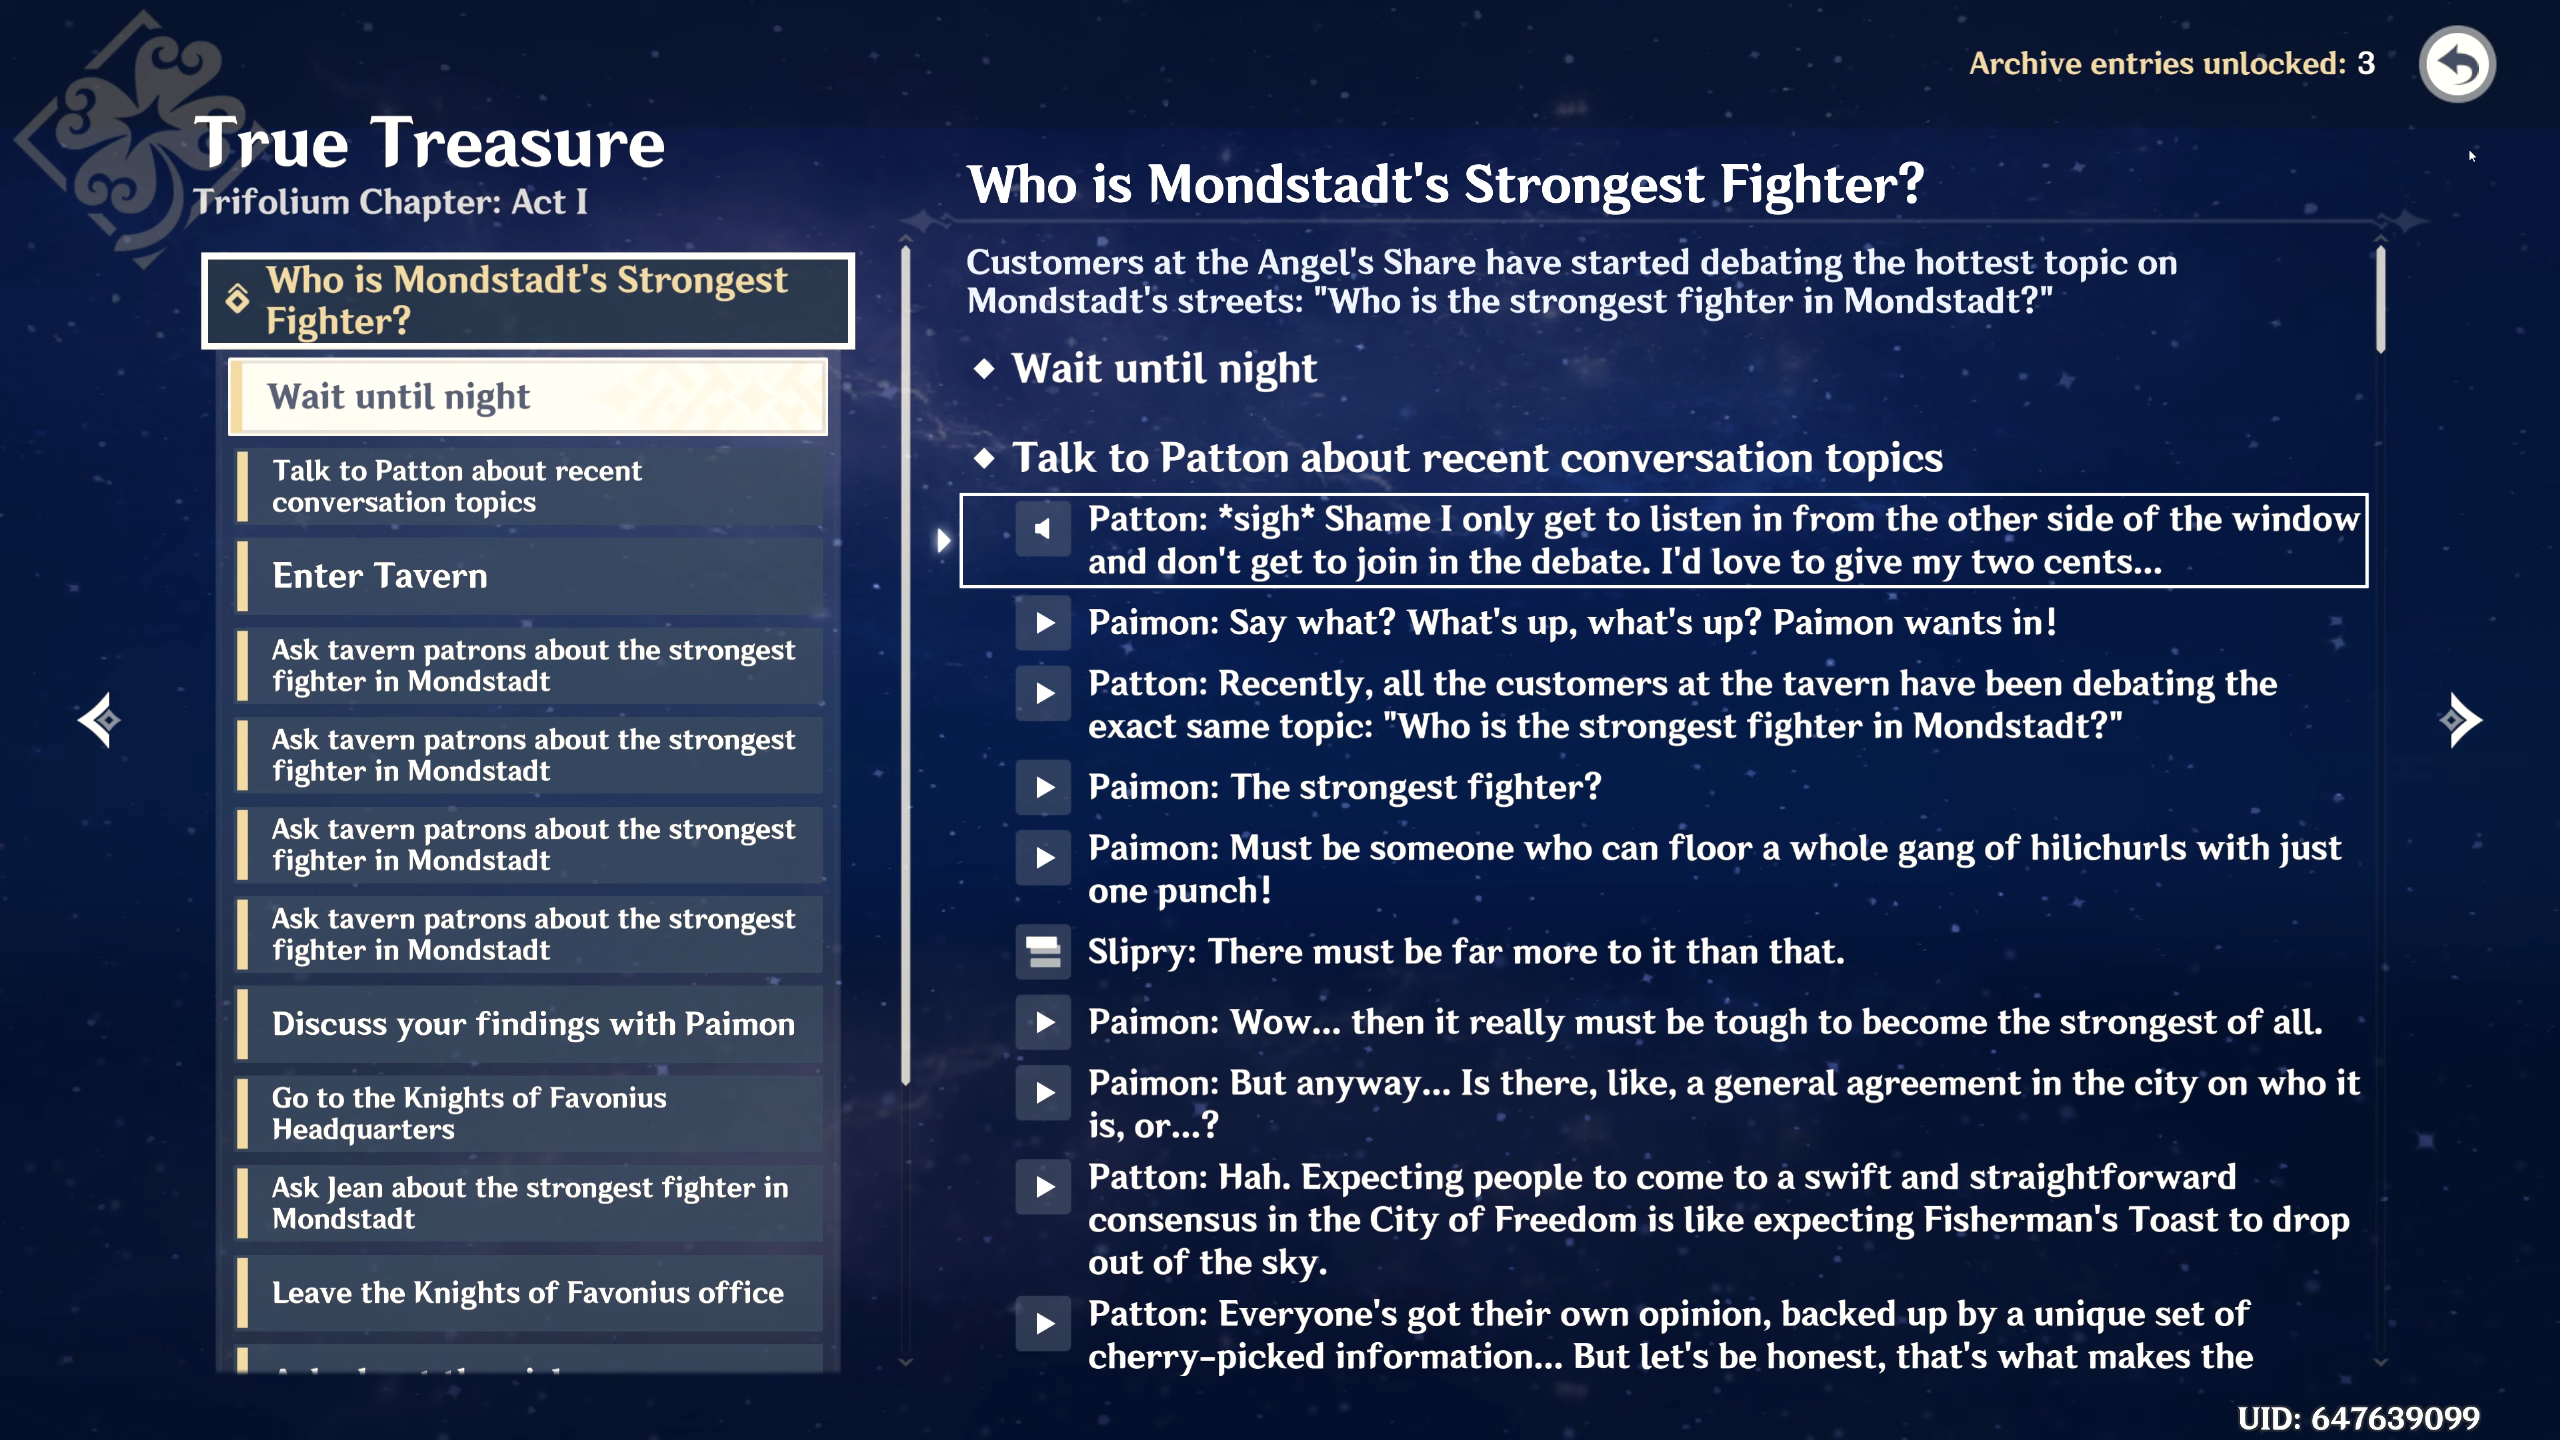 Archive entries unlocked: 3
True Treasure
Trifolium Chapter: Act I
Who is Mondstadt's Strongest
Fighter?
Wait until night
Talk to Patton about recent
conversation topics
Enter Tavern
Ask tavern patrons about the strongest
fighter in Mondstadt
Ask tavern patrons about the strongest
fighter in Mondstadt
Ask tavern patrons about the strongest
fighter in Mondstadt
Ask tavern patrons about the strongest
fighter in Mondstadt
Discuss your findings with Paimon
Go to the Knights of Favonius
Headquarters
Ask Jean about the strongest fighter in
Mondstadt
Leave the Knights of Favonius office
Who is Mondstadt's Strongest Fighter?
Customers at the Angel's Share have started debating the hottest topic on
Mondstadt's streets: "Who is the strongest fighter in Mondstadt?"
Wait until night
Talk to Patton about recent conversation topics
Patton: *sigh* Shame I only get to listen in from the other side of the window
and don't get to join in the debate. I'd love to give my two cents...
Paimon: Say what? What's up, what's up? Paimon wants in!
Patton: Recently, all the customers at the tavern have been debating the
exact same topic: "Who is the strongest fighter in Mondstadt?"
Paimon: The strongest fighter?
Paimon: Must be someone who can floor a whole gang of hilichurls with just
one punch!
Slipry: There must be far more to it than that.
Paimon: Wow... then it really must be tough to become the strongest of all.
Paimon: But anyway... Is there, like, a general agreement in the city on who it
is, or...?
Patton: Hah. Expecting people to come to a swift and straightforward
consensus in the City of Freedom is like expecting Fisherman's Toast to drop
out of the sky.
Patton: Everyone's got their own opinion, backed up by a unique set of
cherry-picked information... But let's be honest, that's what makes the
UID: 647639099